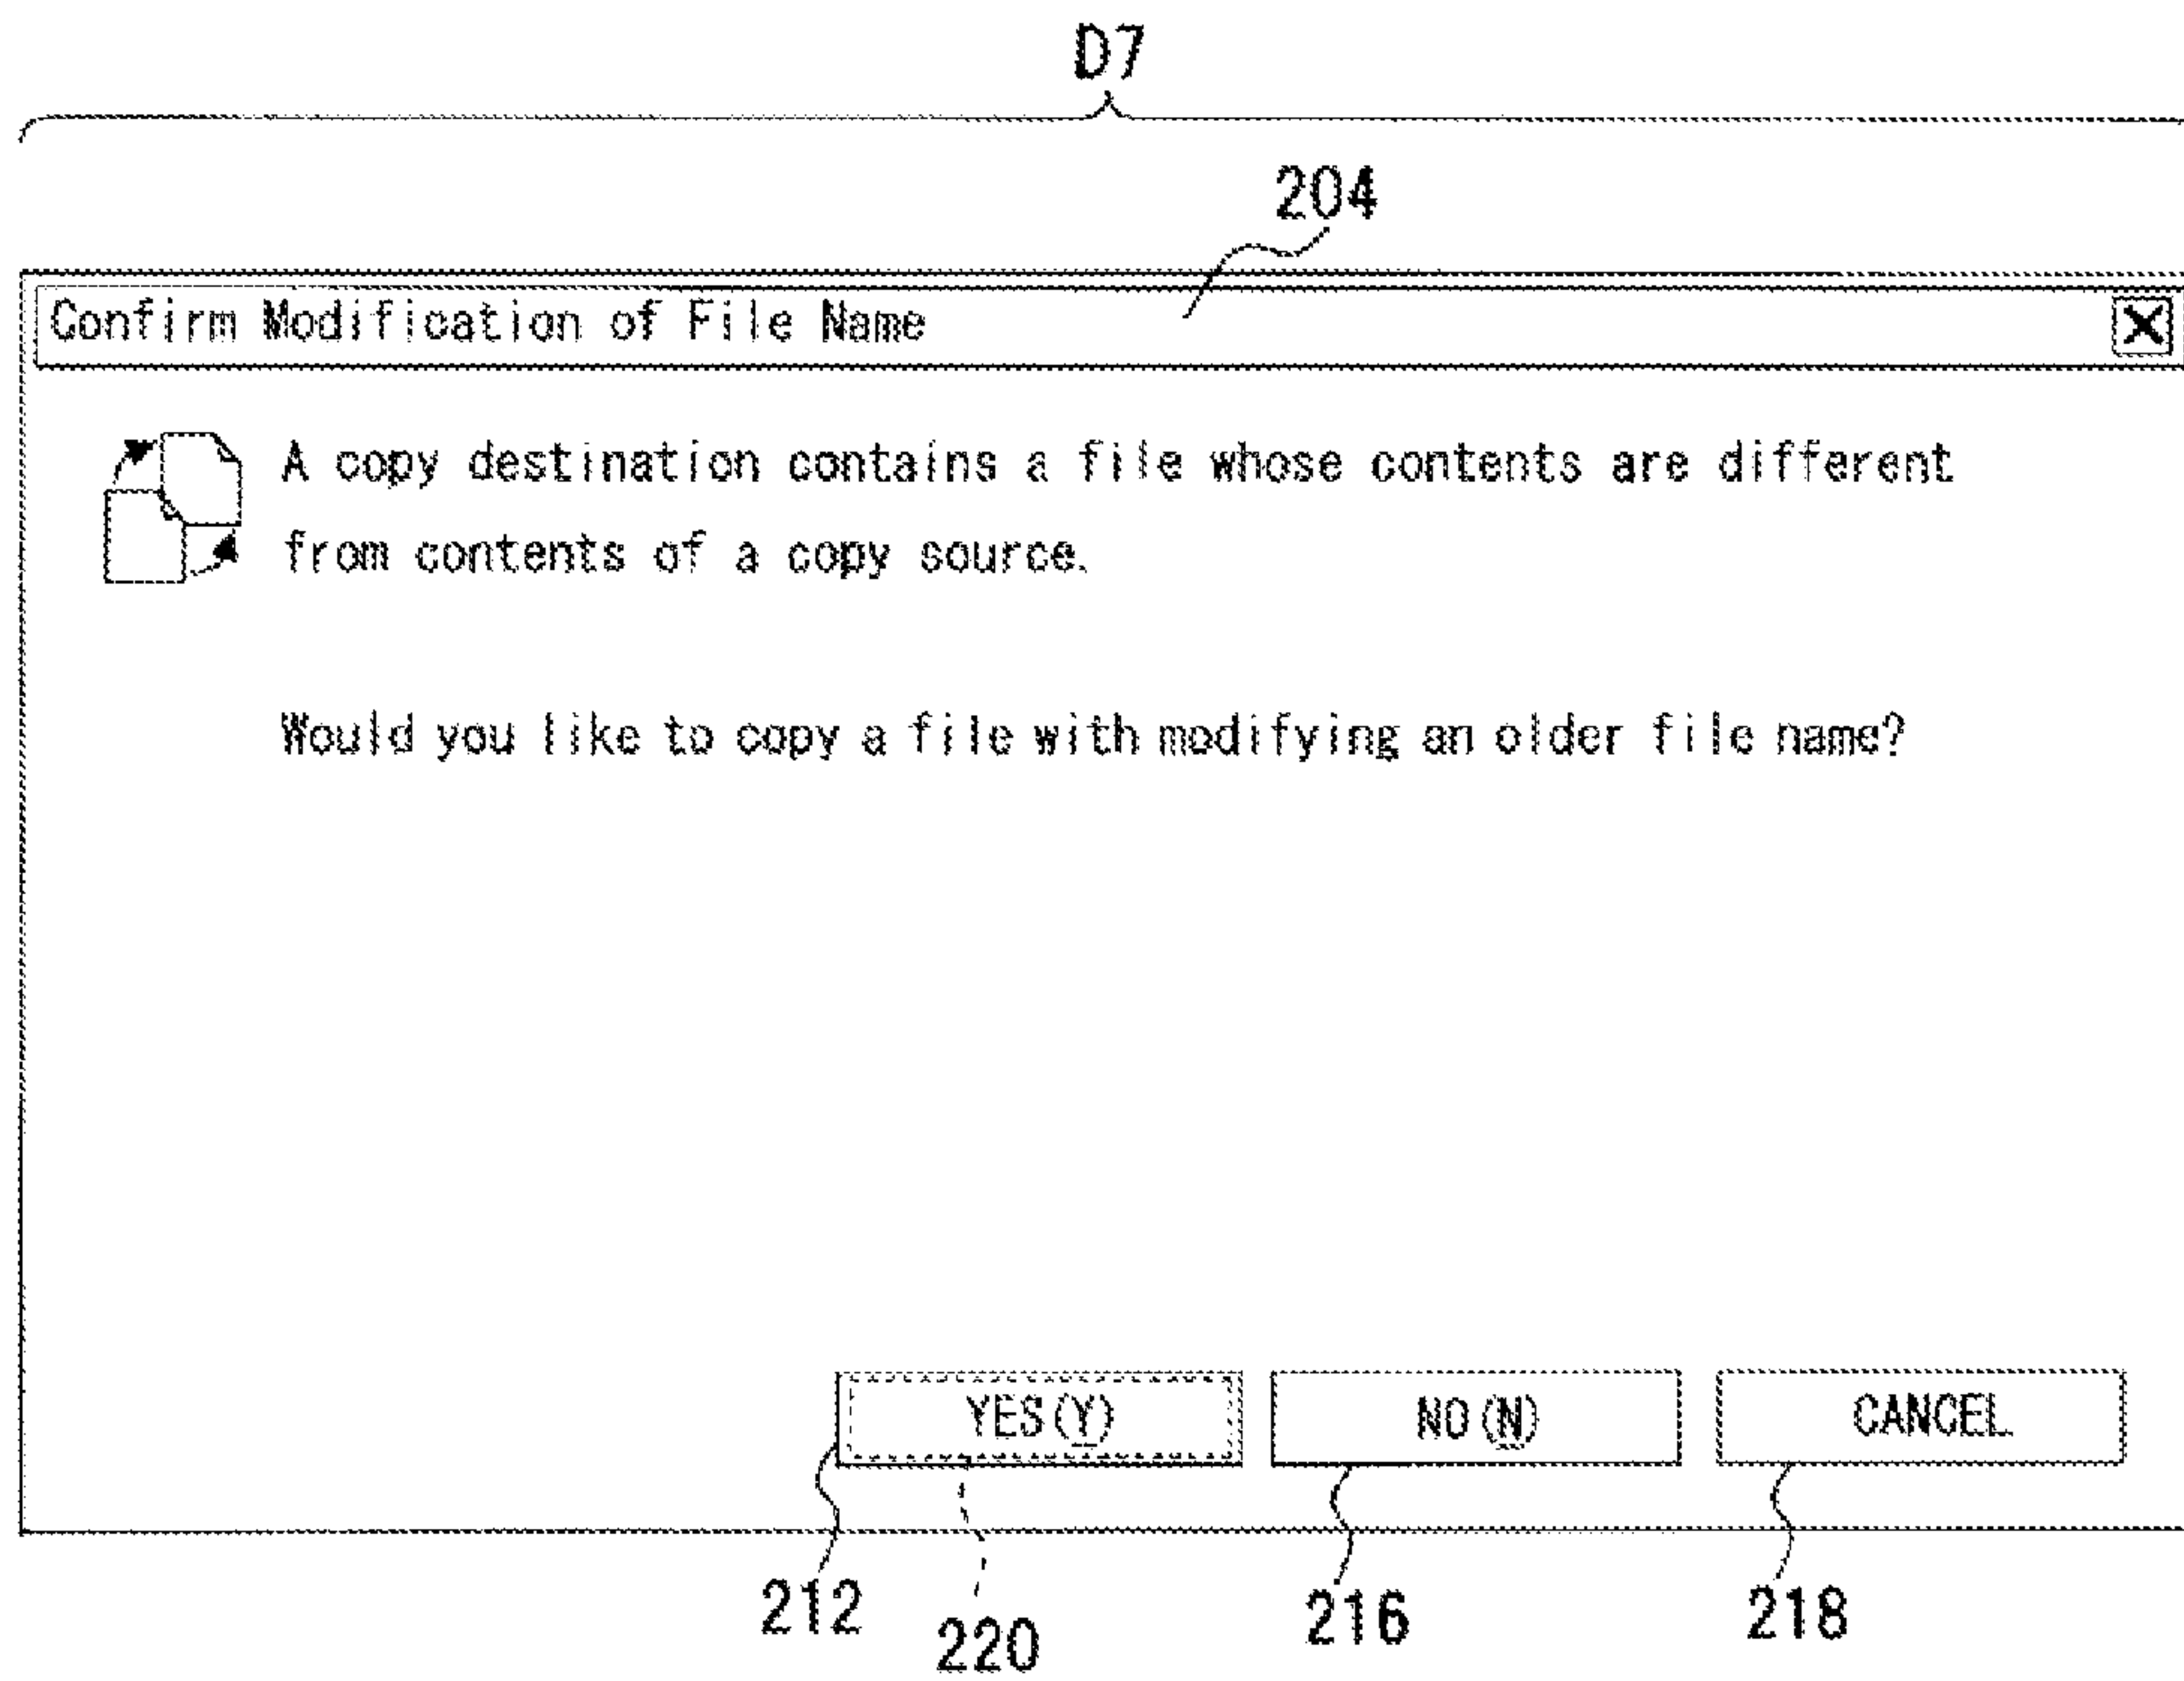 D7
204
Confirm Modification of File Name
A copy destination contains a file whose contents are different
from contents of a copy source.
Would you like to copy a file with modifying an older file name?
YES(Y) NO(N) CANCEL
212 220 216 218